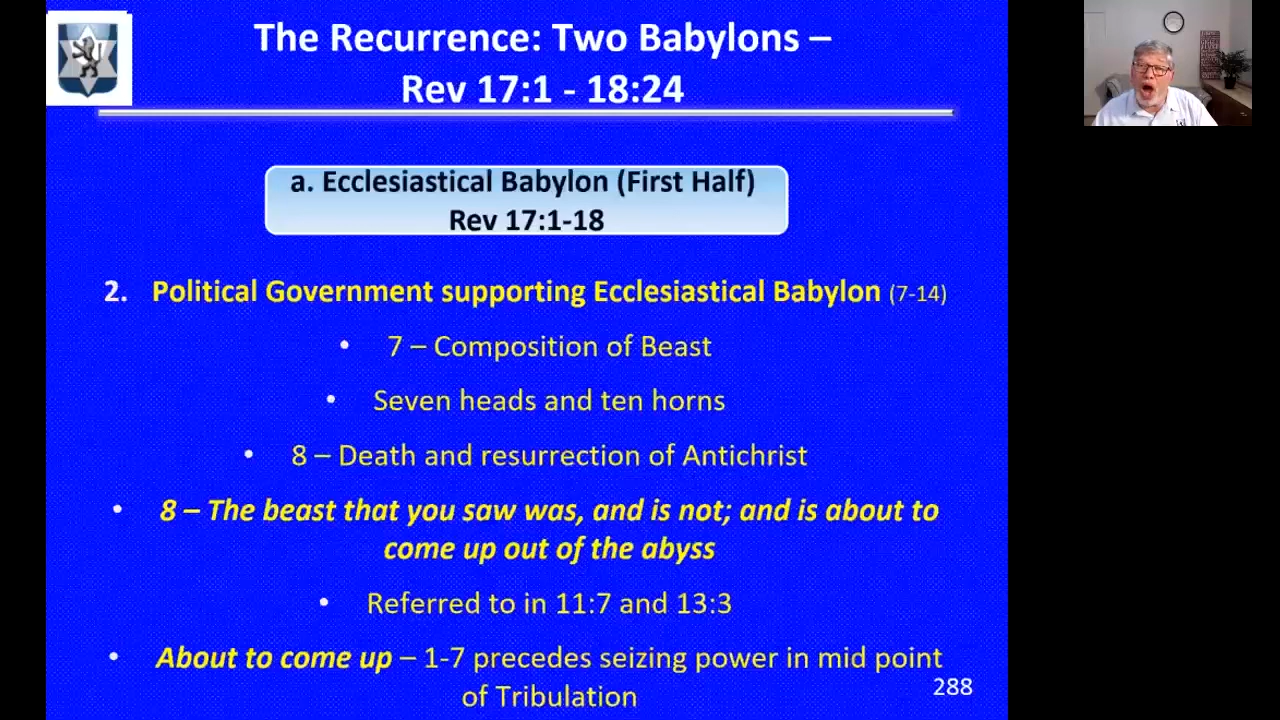 The Recurrence: Two Babylons –
Rev 17:1 - 18:24
a. Ecclesiastical Babylon (First Half)
Rev 17:1-18
2. Political Government supporting Ecclesiastical Babylon (7-14)
• 7 – Composition of Beast
• Seven heads and ten horns
• 8 – Death and resurrection of Antichrist
• 8 – The beast that you saw was, and is not; and is about to
come up out of the abyss
• Referred to in 11:7 and 13:3
• About to come up – 1-7 precedes seizing power in mid point
of Tribulation
288